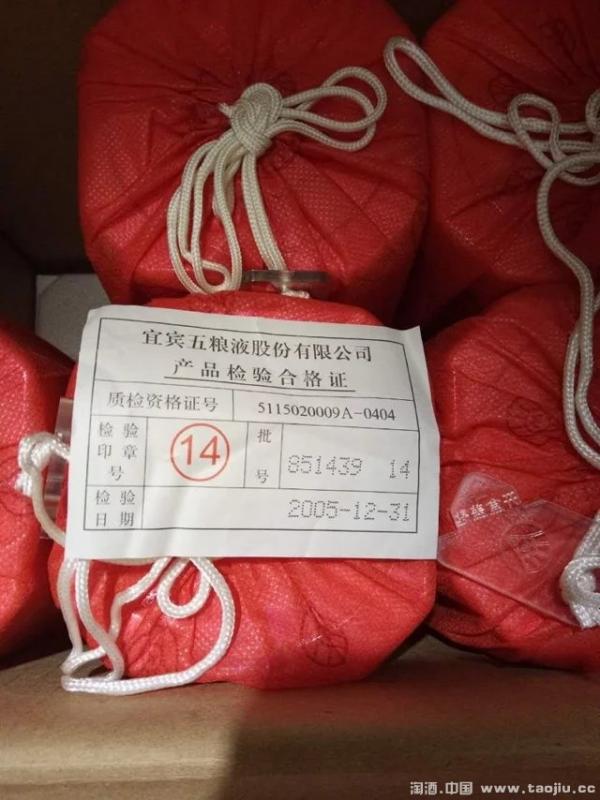 宜宾五粮液股份有限公司
产品检验合格证
质检资格证号 5115020009A-0404
检验印章号 14 批号 851439 14
检验日期 2005-12-31
淘酒.中国 www.taojiu.cc